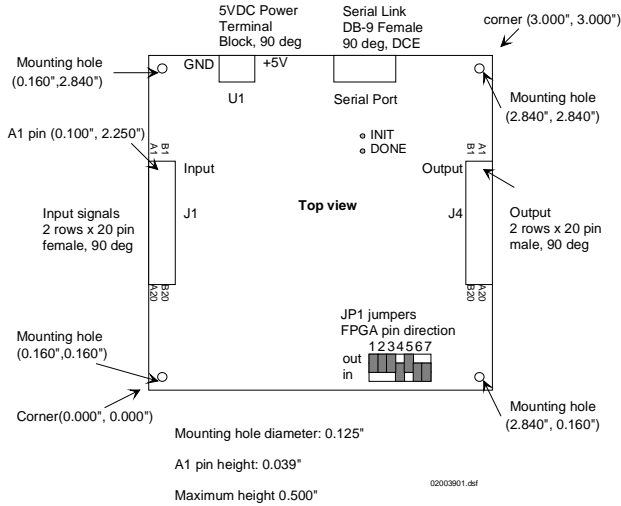 5VDC Power
Terminal
Block, 90 deg
Serial Link
DB-9 Female
90 deg, DCE
corner (3.000", 3.000")
Mounting hole
(0.160",2.840")
GND
+5V
U1
Serial Port
Mounting hole
(2.840", 2.840")
A1 pin (0.100", 2.250")
A1
B1
INIT
DONE
B1
A1
Input
Output
Input signals
2 rows x 20 pin
female, 90 deg
J1
Top view
J4
Output
2 rows x 20 pin
male, 90 deg
A20
B20
B20
A20
JP1 jumpers
FPGA pin direction
1234567
out
in
Mounting hole
(0.160",0.160")
Corner(0.000", 0.000")
Mounting hole
(2.840", 0.160")
Mounting hole diameter: 0.125"
A1 pin height: 0.039"
Maximum height 0.500"
02003901.dsf